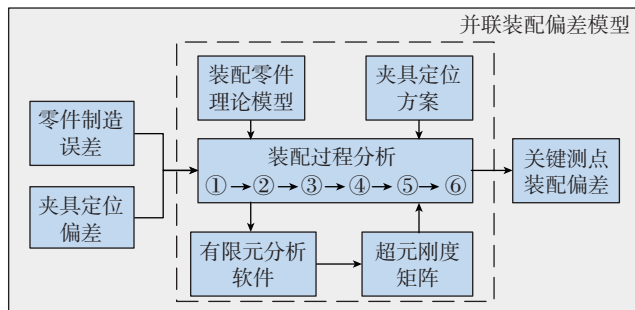 并联装配偏差模型
装配零件
理论模型
夹具定位
方案
零件制造
误差
夹具定位
偏差
装配过程分析
①→②→③→④→⑤→⑥
关键测点
装配偏差
有限元分析
软件
超元刚度
矩阵